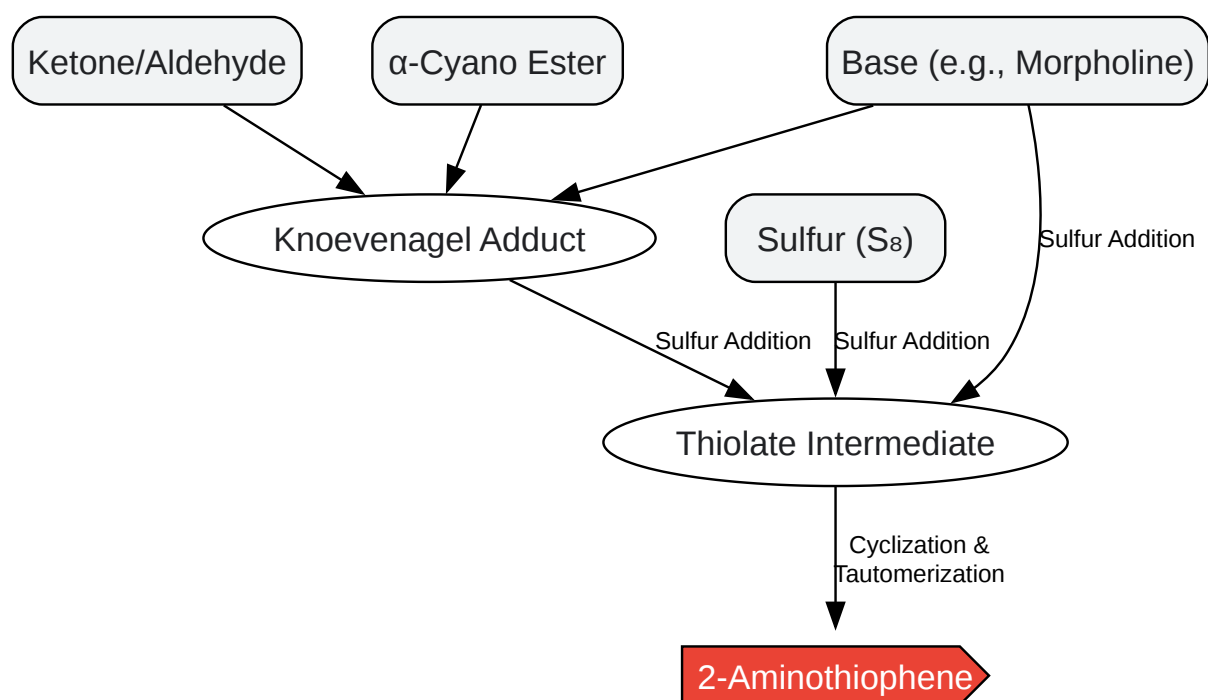 Ketone/Aldehyde
α-Cyano Ester
Base (e.g., Morpholine)
Knoevenagel Adduct
Sulfur (S₈)
Sulfur Addition
Sulfur Addition
Sulfur Addition
Thiolate Intermediate
Cyclization &
Tautomerization
2-Aminothiophene